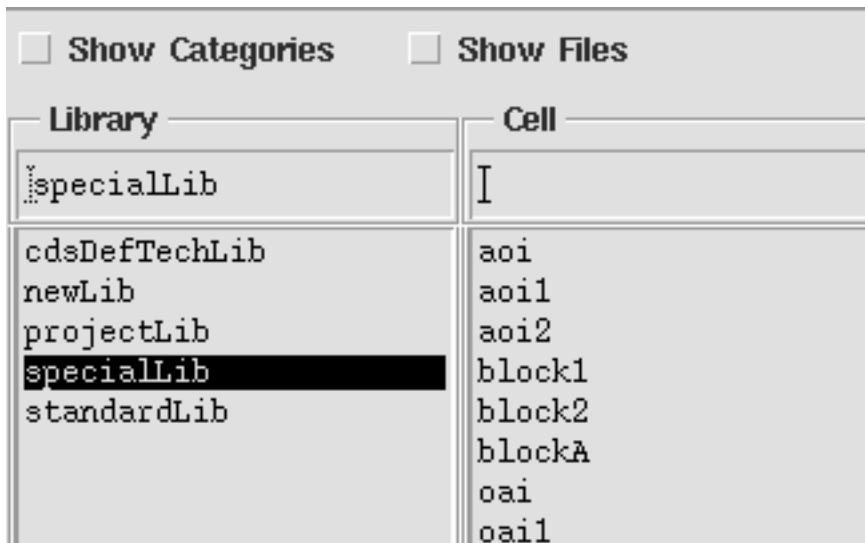 Show Categories Show Files
Library Cell
specialLib
cdsDefTechLib aoi
newLib aoi1
projectLib aoi2
specialLib block1
standardLib block2
blockA
oai
oai1